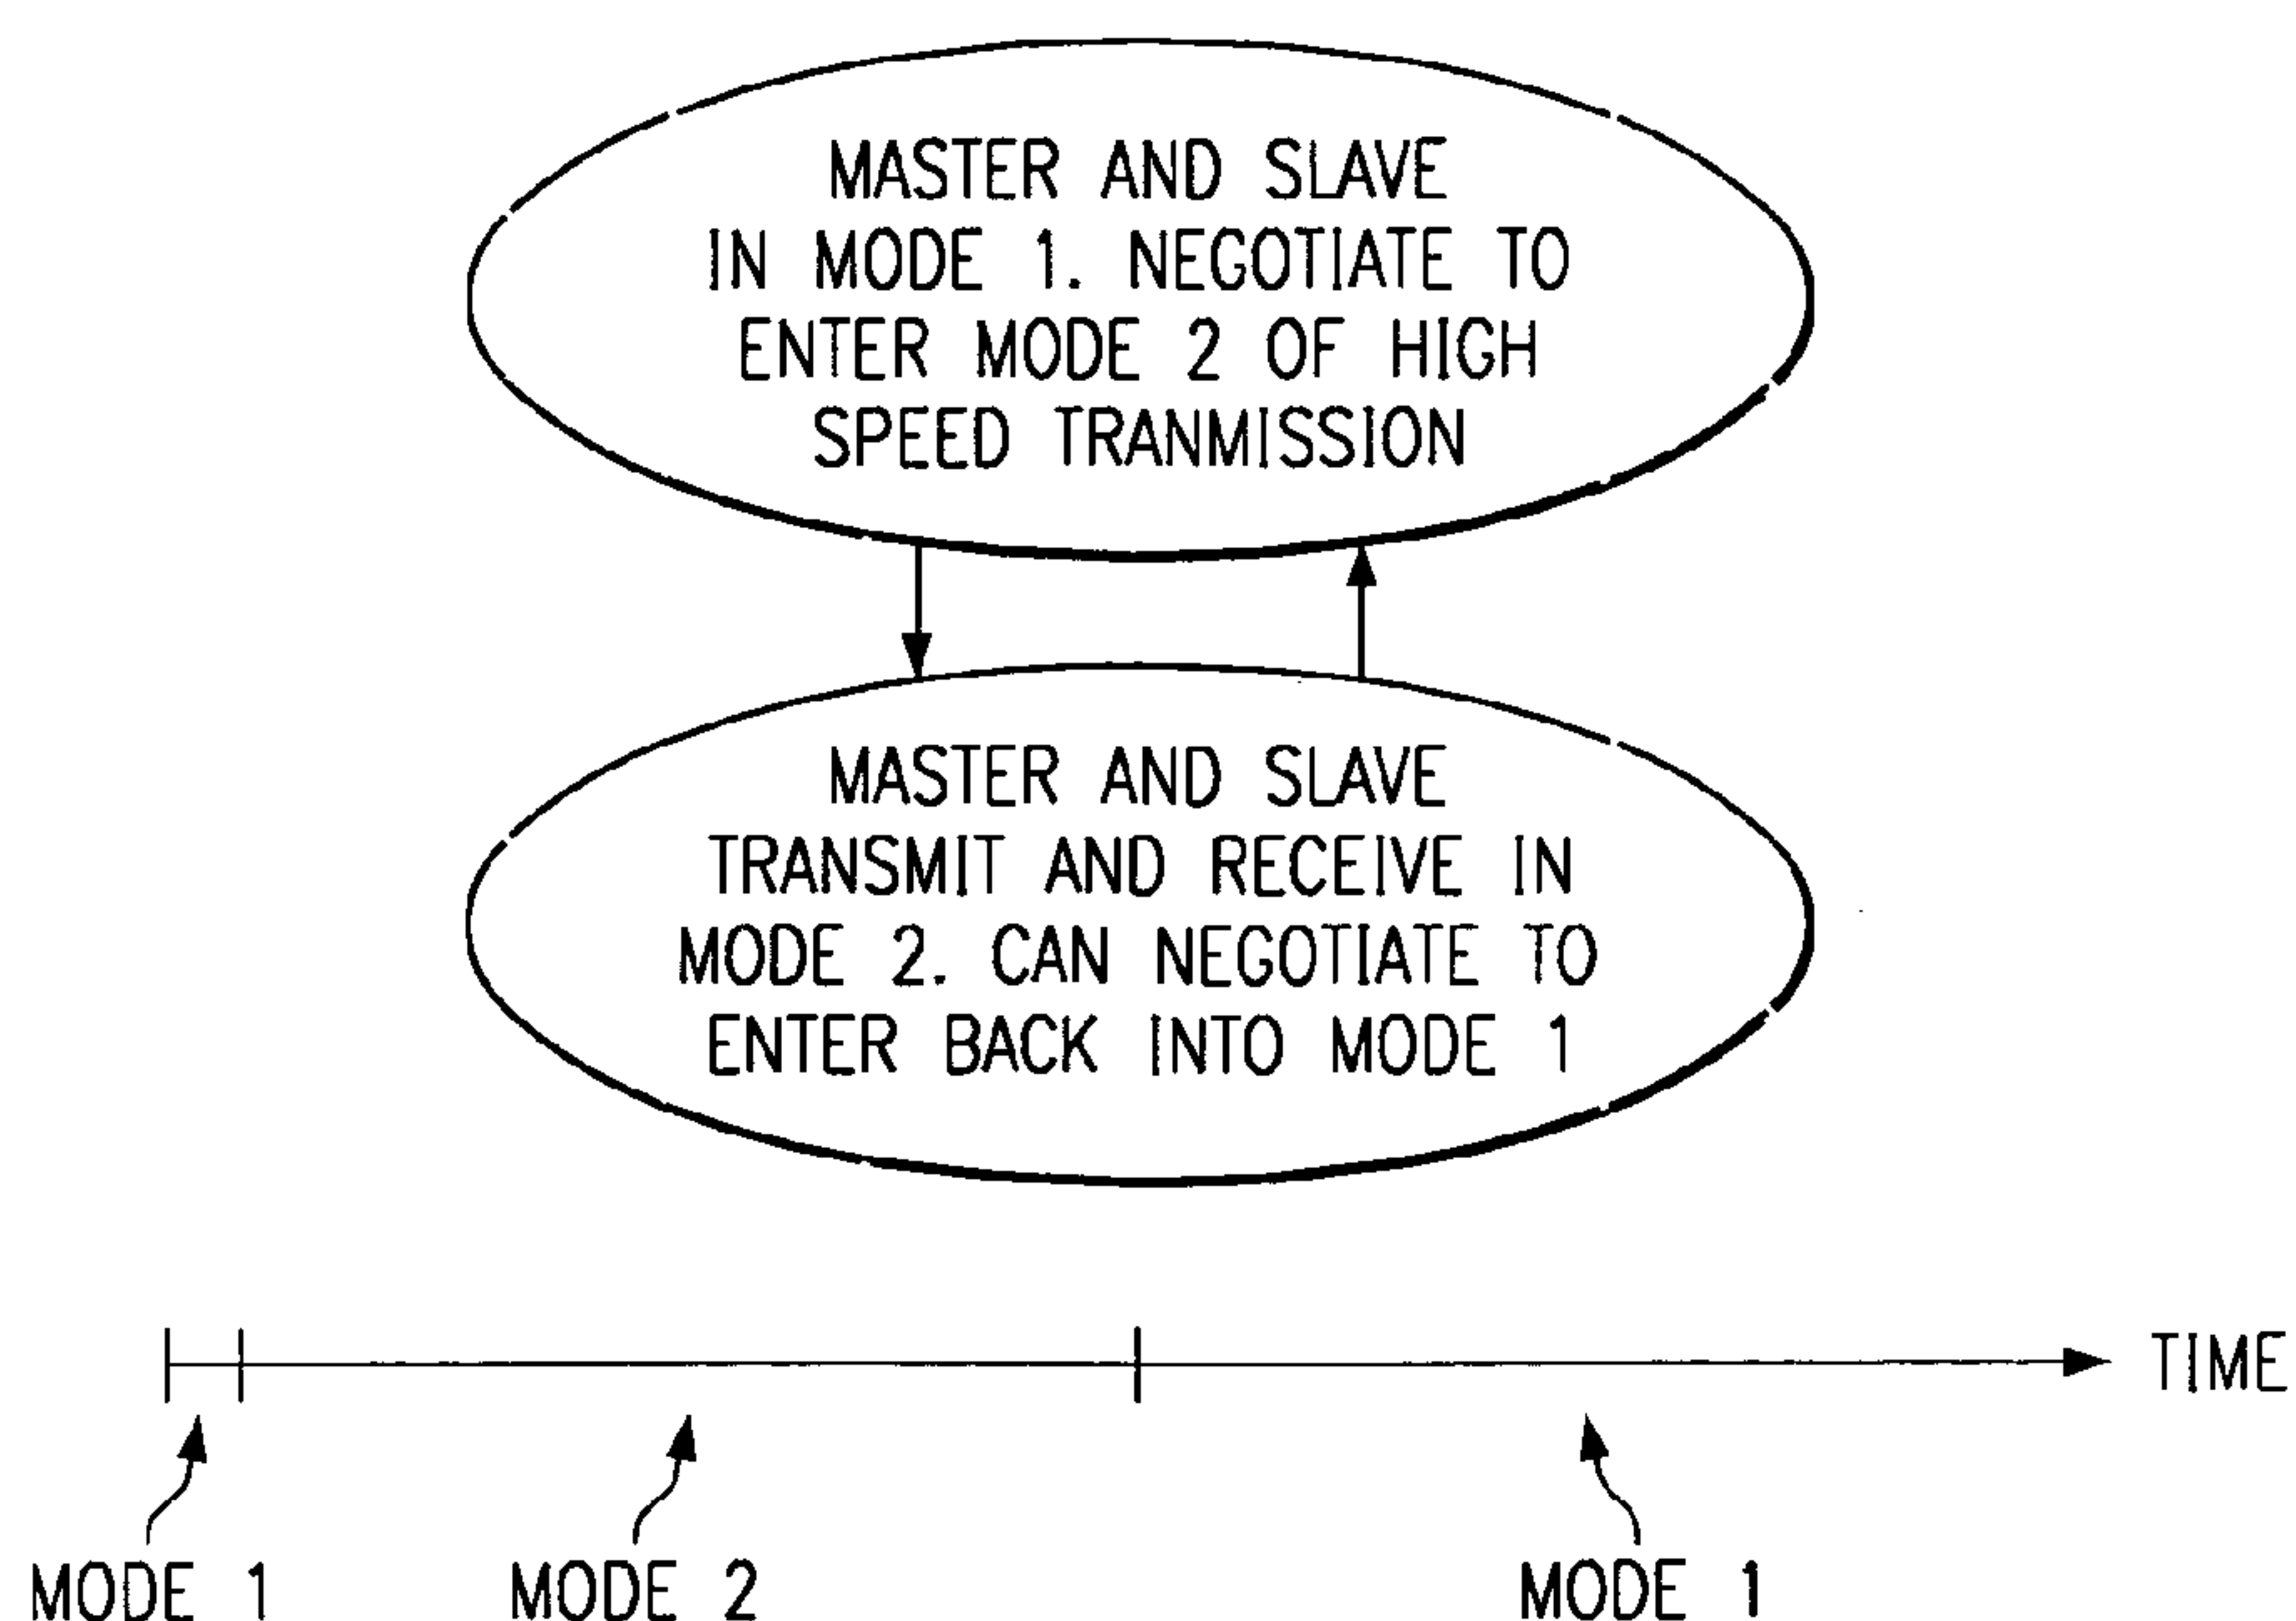 MASTER AND SLAVE
IN MODE 1. NEGOTIATE TO
ENTER MODE 2 OF HIGH
SPEED TRANMISSION
MASTER AND SLAVE
TRANSMIT AND RECEIVE IN
MODE 2. CAN NEGOTIATE TO
ENTER BACK INTO MODE 1
TIME
MODE 1
MODE 2
MODE 1